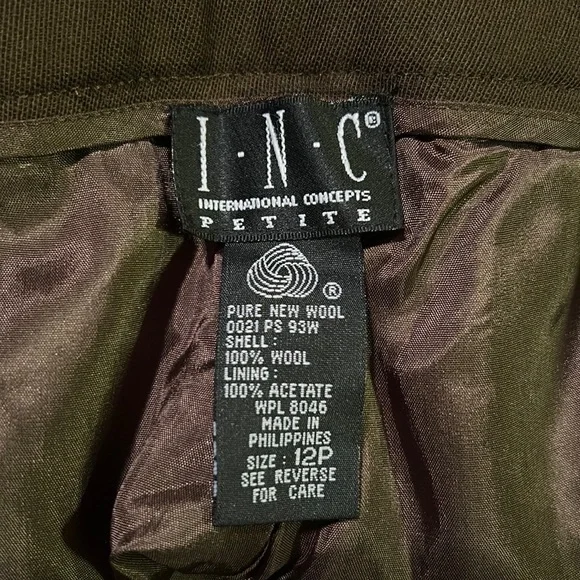 I·N·C®
INTERNATIONAL CONCEPTS
PETITE
®
PURE NEW WOOL
0021 PS 93W
SHELL :
100% WOOL
LINING :
100% ACETATE
WPL 8046
MADE IN
PHILIPPINES
SIZE : 12P
SEE REVERSE
FOR CARE